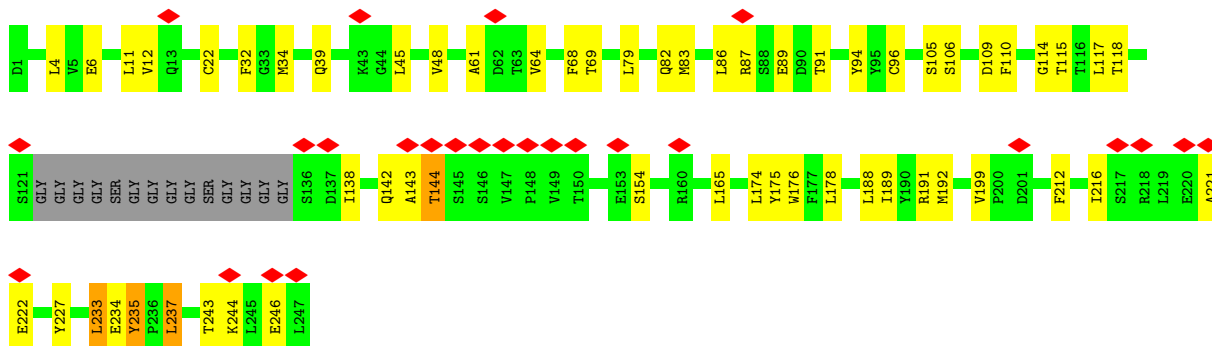 D1 L4 V5 E6 L11 V12 Q13 C22 F32 G33 M34 Q39 K43 G44 L45 V48 A61 D62 T63 V64 F68 T69 L79 Q82 M83 L86 R87 S88 E89 D90 T91 Y94 Y95 C96 S105 S106 D109 F110 G114 T115 T116 L117 T118
S121 GLY GLY GLY GLY SER GLY GLY GLY GLY SER GLY GLY GLY GLY S136 D137 I138 Q142 A143 T144 S145 S146 V147 P148 V149 T150 E153 S154 R160 L165 L174 Y175 W176 F177 L178 L188 I189 Y190 R191 M192 V199 P200 D201 F212 I216 S217 R218 L219 E220 A221
E222 Y227 L233 E234 Y235 P236 L237 T243 K244 L245 E246 L247